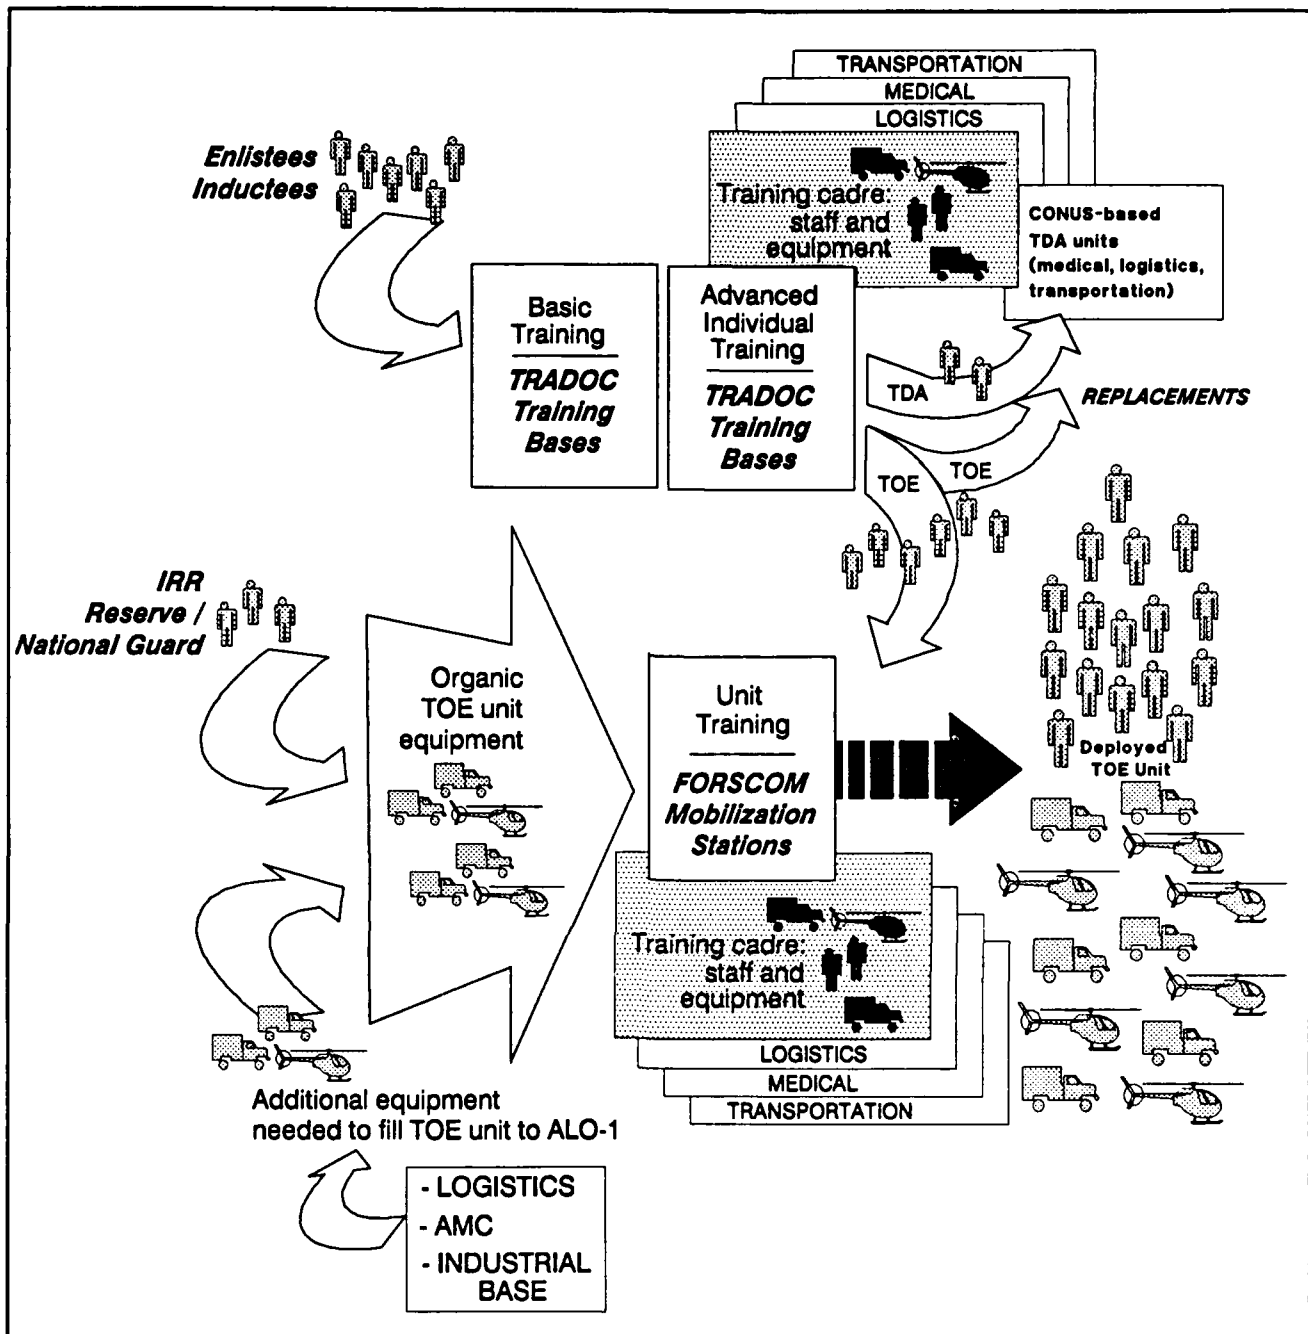 TRANSPORTATION
MEDICAL
LOGISTICS
Enlistees
Inductees
Training cadre:
staff and
equipment
CONUS-based
TDA units
(medical, logistics,
transportation)
Basic
Training
TRADOC
Training
Bases
Advanced
Individual
Training
TRADOC
Training
Bases
TDA
REPLACEMENTS
TOE
TOE
IRR
Reserve /
National Guard
Organic
TOE unit
equipment
Unit
Training
FORSCOM
Mobilization
Stations
Deployed
TOE Unit
Training cadre:
staff and
equipment
LOGISTICS
MEDICAL
TRANSPORTATION
Additional equipment
needed to fill TOE unit to ALO-1
- LOGISTICS
- AMC
- INDUSTRIAL
BASE